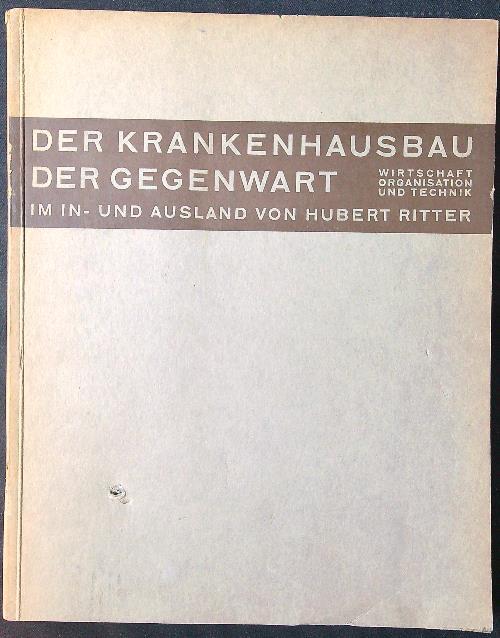 DER KRANKENHAUSBAU
DER GEGENWART
WIRTSCHAFT
ORGANISATION
UND TECHNIK
IM IN- UND AUSLAND VON HUBERT RITTER